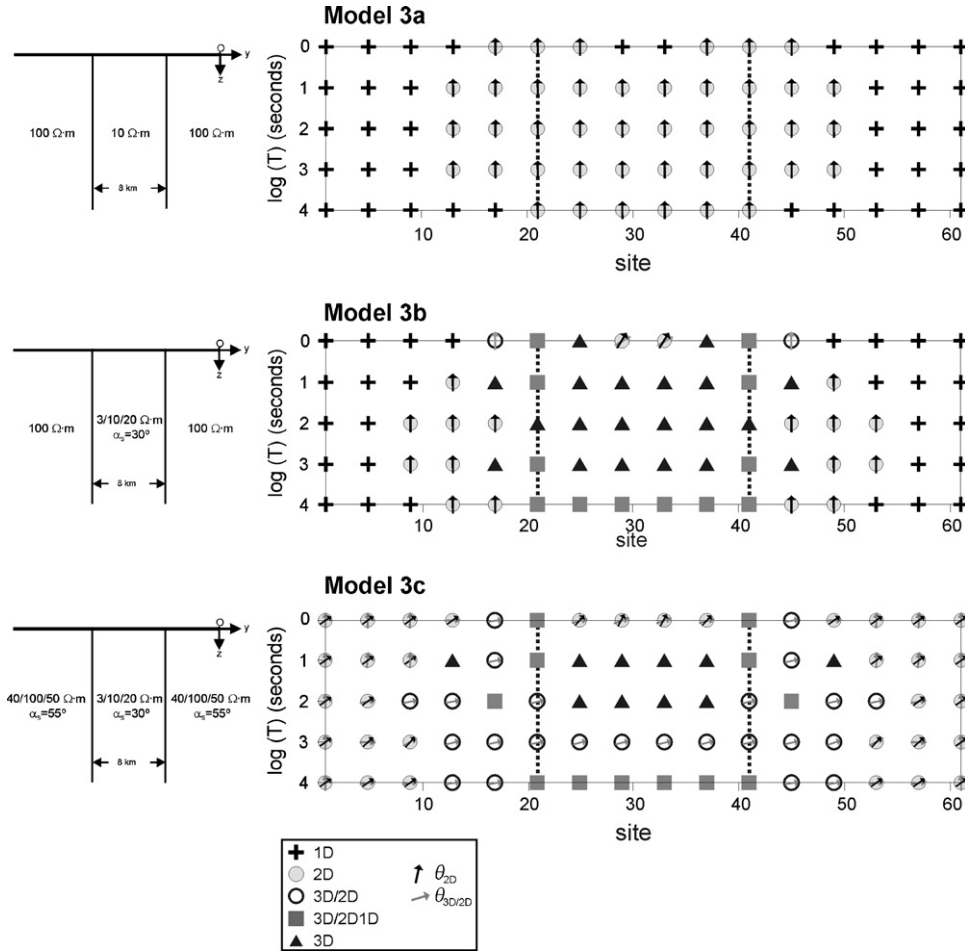 Model 3a
O
y
z
100 Ω·m
10 Ω·m
100 Ω·m
8 km
log (T) (seconds)
0
1
2
3
4
10
20
30
40
50
60
site
Model 3b
O
y
z
100 Ω·m
3/10/20 Ω·m
αs=30º
100 Ω·m
8 km
log (T) (seconds)
0
1
2
3
4
10
20
30
40
50
60
site
Model 3c
O
y
z
40/100/50 Ω·m
αs=55º
3/10/20 Ω·m
αs=30º
40/100/50 Ω·m
αs=55º
8 km
log (T) (seconds)
0
1
2
3
4
10
20
30
40
50
60
site
1D
2D
3D/2D
3D/2D1D
3D
θ2D
θ3D/2D